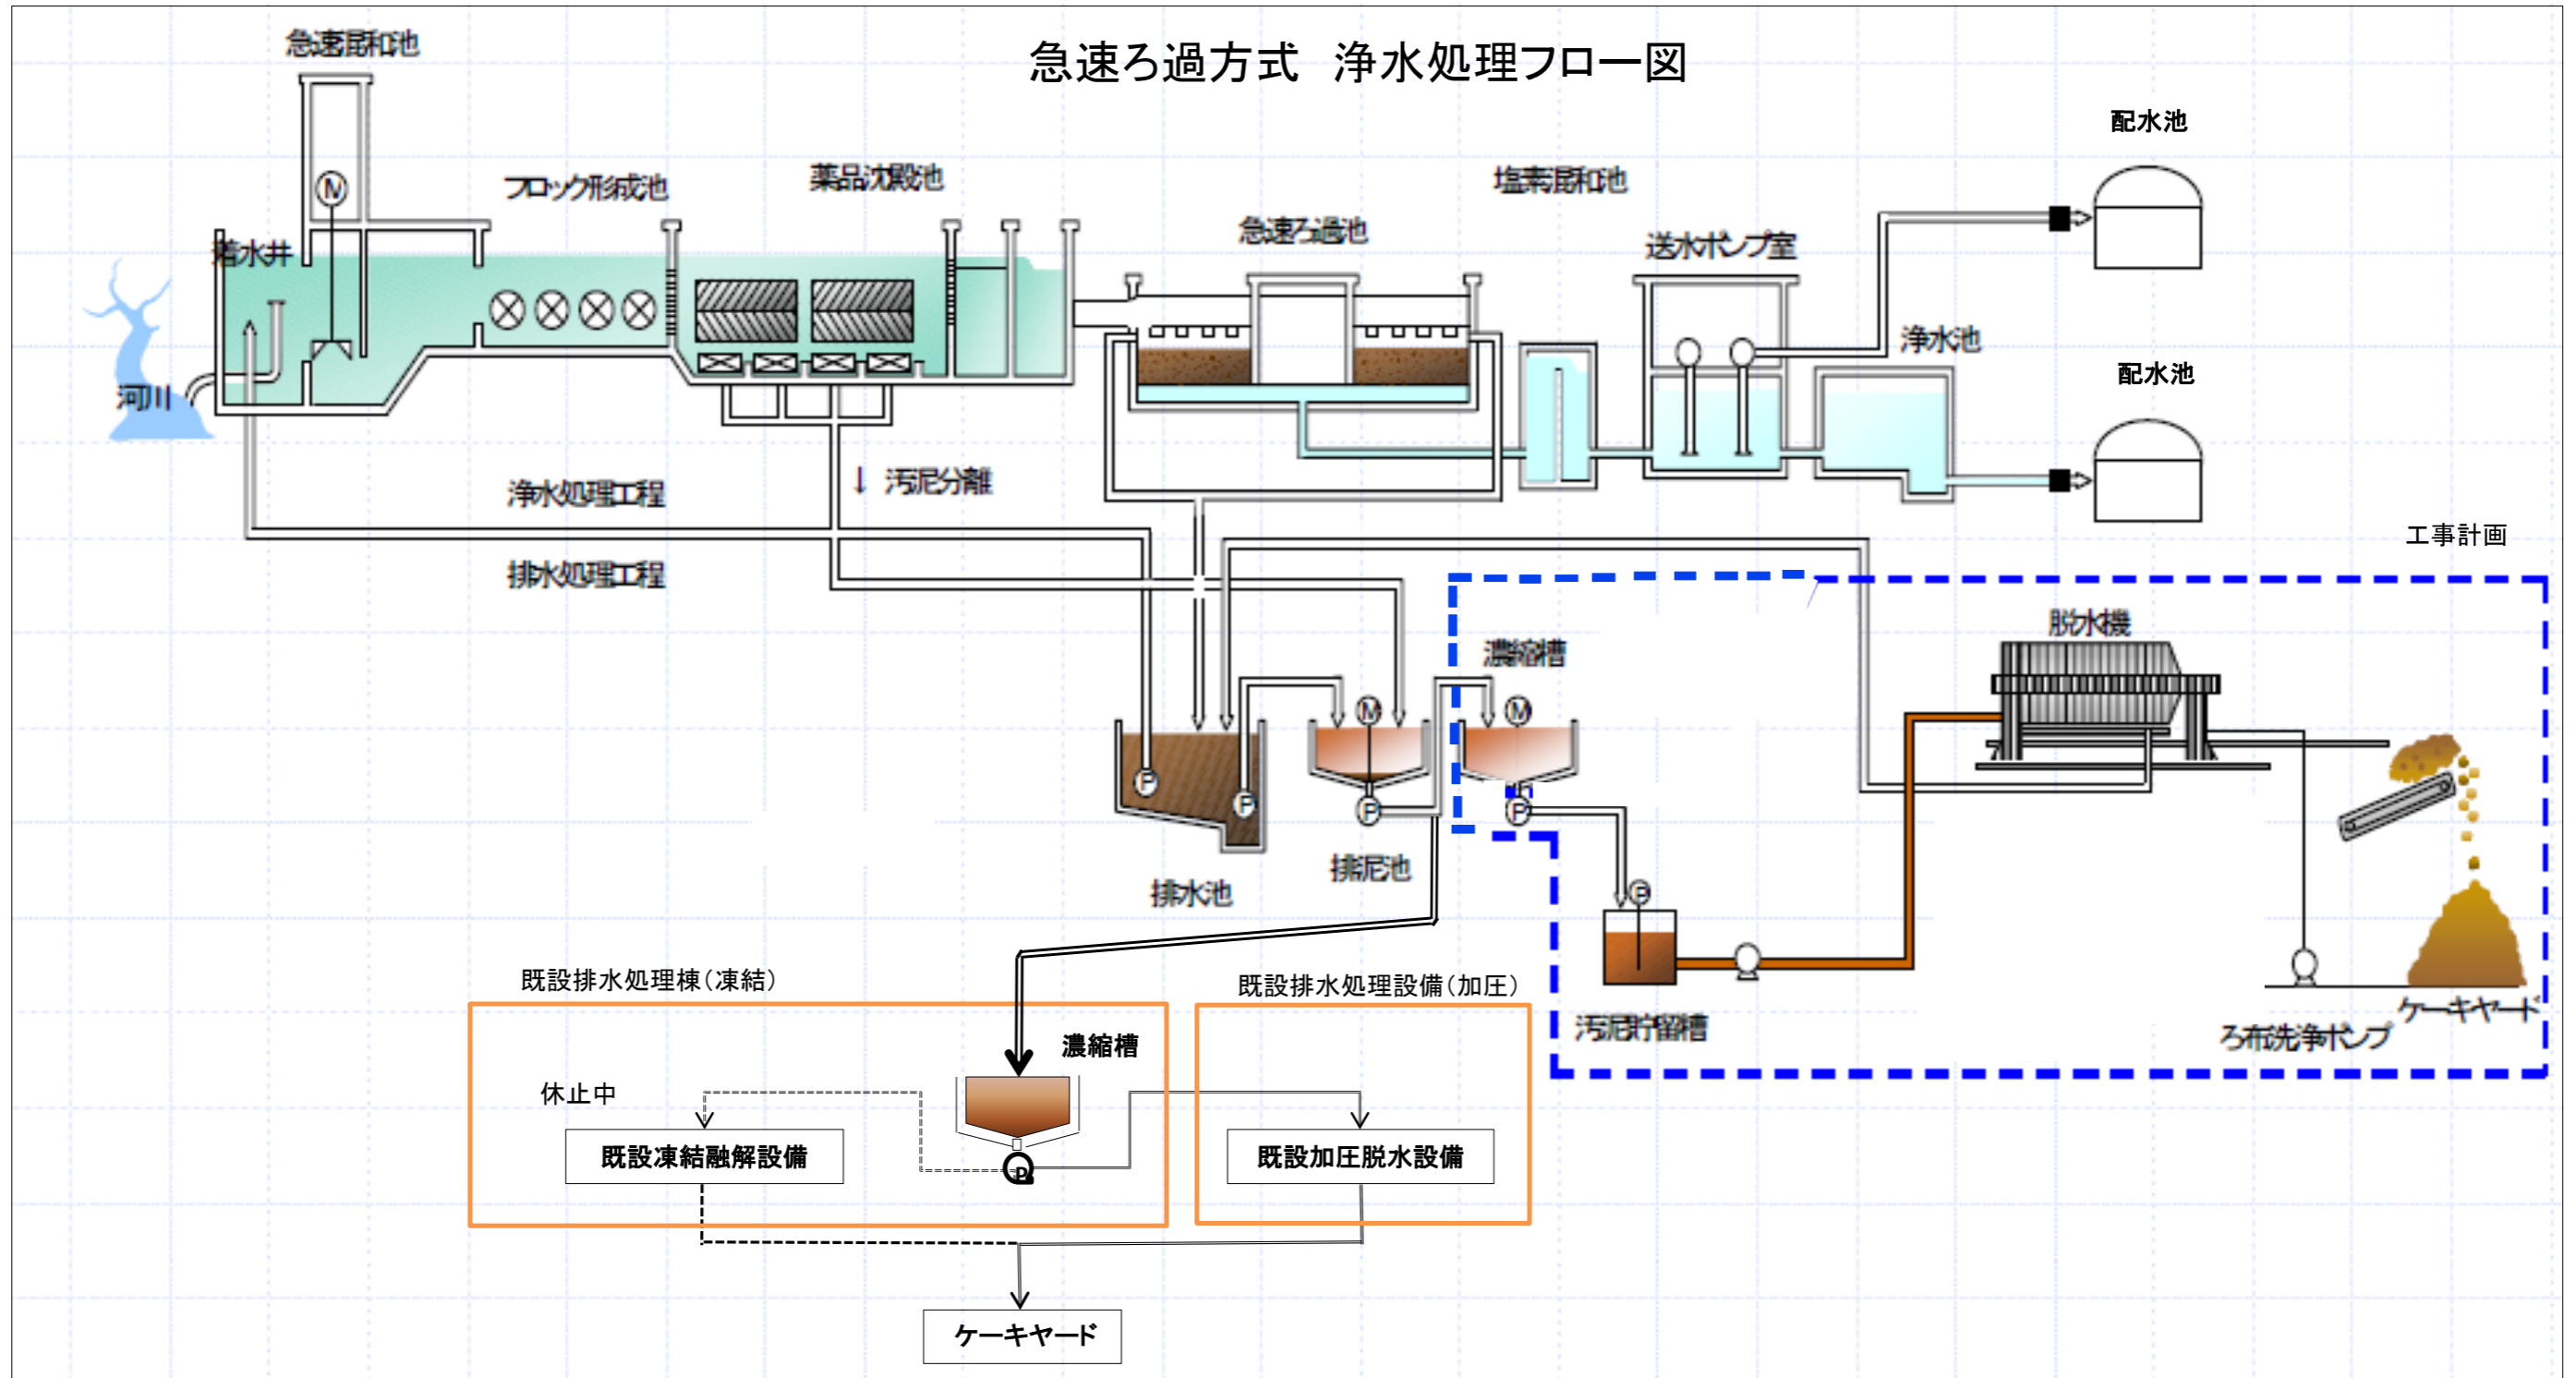 急速ろ過方式 浄水処理フロー図
急速混和池
配水池
フロック形成池
薬品沈殿池
塩素混和池
急速ろ過池
送水ポンプ室
着水井
M
浄水池
配水池
河川
↓ 汚泥分離
浄水処理工程
工事計画
排水処理工程
脱水機
濃縮槽
M
M
P
P
P
P
排泥池
排水池
P
既設排水処理棟(凍結)
既設排水処理設備(加圧)
汚泥貯留槽
ケーキヤード
ろ布洗浄ポンプ
濃縮槽
休止中
既設凍結融解設備
P
既設加圧脱水設備
ケーキヤード